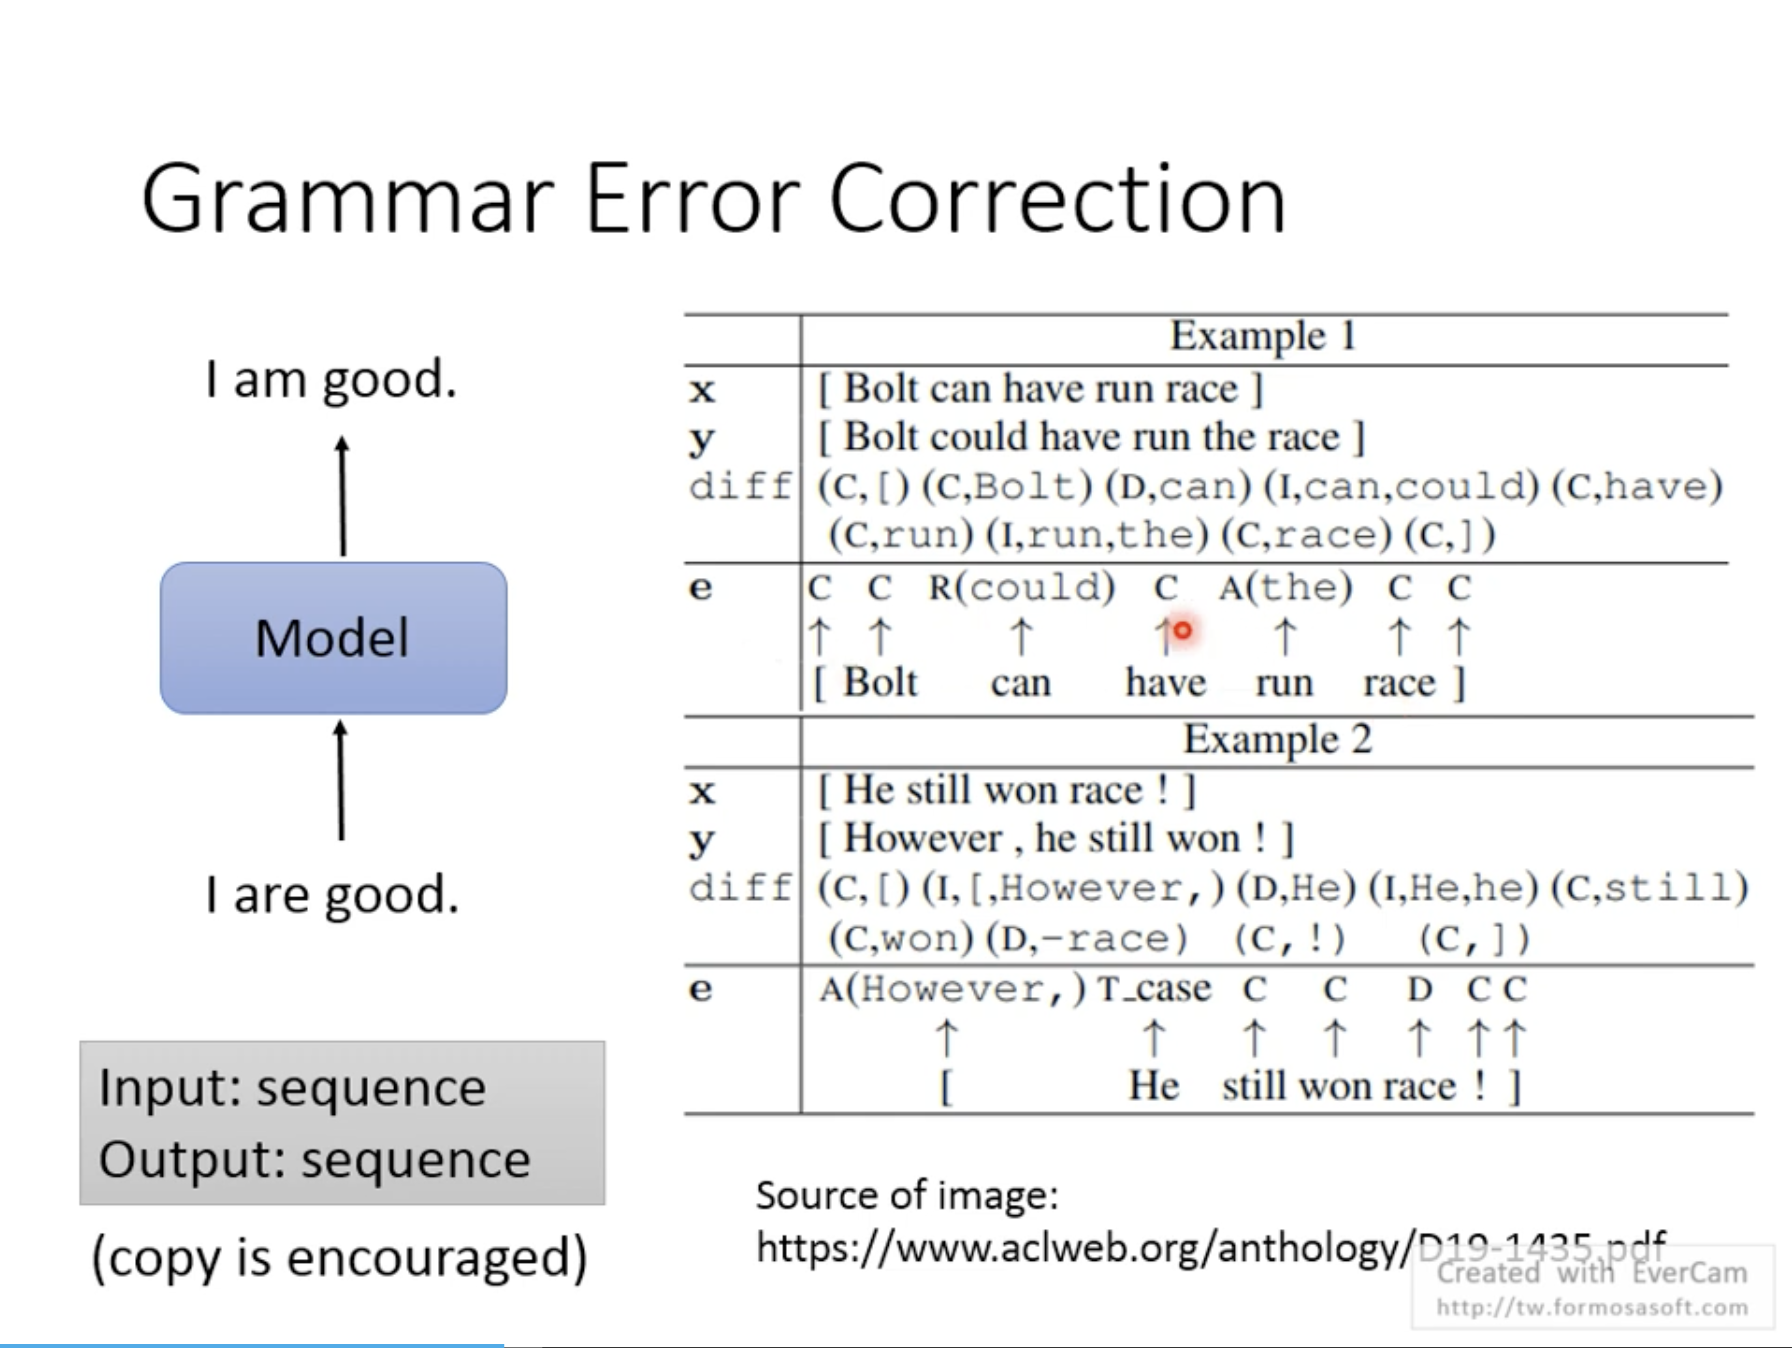 Grammar Error Correction
I am good.
Model
I are good.
Input: sequence
Output: sequence
(copy is encouraged)
Example 1
x [ Bolt can have run race ]
y [ Bolt could have run the race ]
diff (C,[) (C,Bolt) (D,can) (I,can,could) (C,have)
(C,run) (I,run,the) (C,race) (C,])
e C C R(could) C A(the) C C
↑ ↑ ↑ ↑ ↑ ↑ ↑
[ Bolt can have run race ]
Example 2
x [ He still won race ! ]
y [ However , he still won ! ]
diff (C,[) (I,[,However,) (D,He) (I,He,he) (C,still)
(C,won) (D,-race) (C,!) (C,])
e A(However,) T_case C C D C C
↑ ↑ ↑ ↑ ↑ ↑ ↑
[ He still won race ! ]
Source of image:
https://www.aclweb.org/anthology/D19-1435.pdf
Created with EverCam
http://tw.formosasoft.com